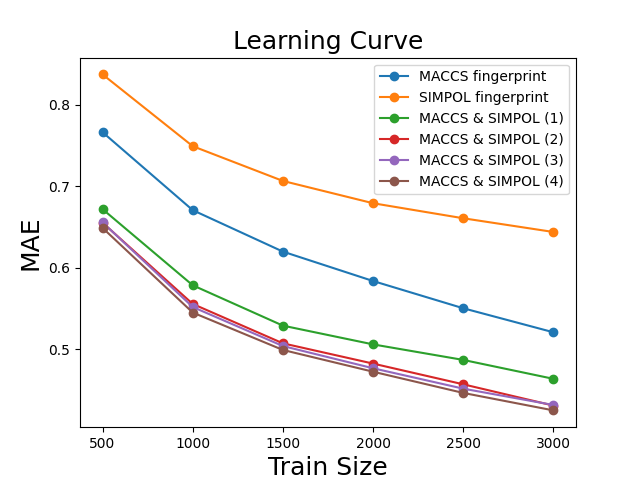 Learning Curve
MACCS fingerprint
SIMPOL fingerprint
MACCS & SIMPOL (1)
MACCS & SIMPOL (2)
MACCS & SIMPOL (3)
MACCS & SIMPOL (4)
MAE
0.8
0.7
0.6
0.5
500 1000 1500 2000 2500 3000
Train Size